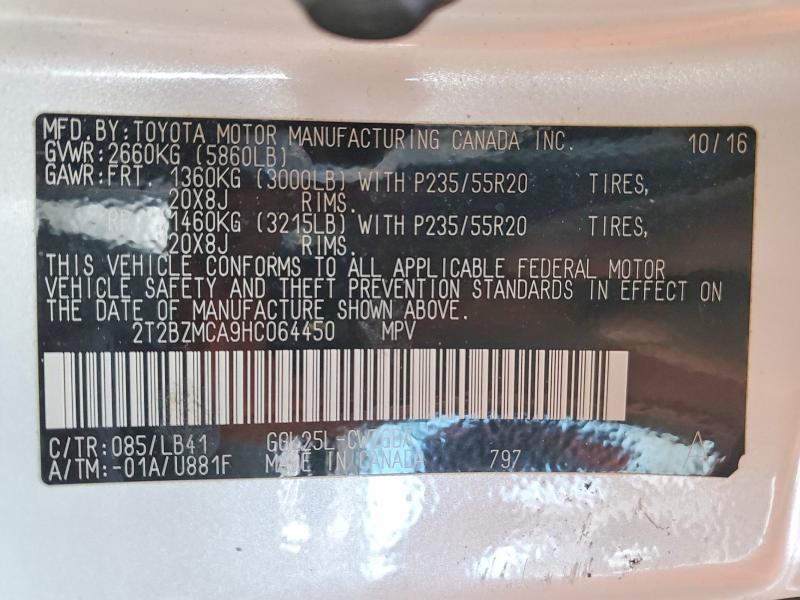 MFD.BY:TOYOTA MOTOR MANUFACTURING CANADA INC. 10/16
GVWR:2660KG (5860LB)
GAWR:FRT. 1360KG (3000LB) WITH P235/55R20 TIRES,
20X8J RIMS.
1460KG (3215LB) WITH P235/55R20 TIRES,
20X8J RIMS.
THIS VEHICLE CONFORMS TO ALL APPLICABLE FEDERAL MOTOR
VEHICLE SAFETY AND THEFT PREVENTION STANDARDS IN EFFECT ON
THE DATE OF MANUFACTURE SHOWN ABOVE.
2T2BZMCA9HC064450 MPV
C/TR:085/LB41
A/TM:-01A/U881F MADE IN CANADA 797 A